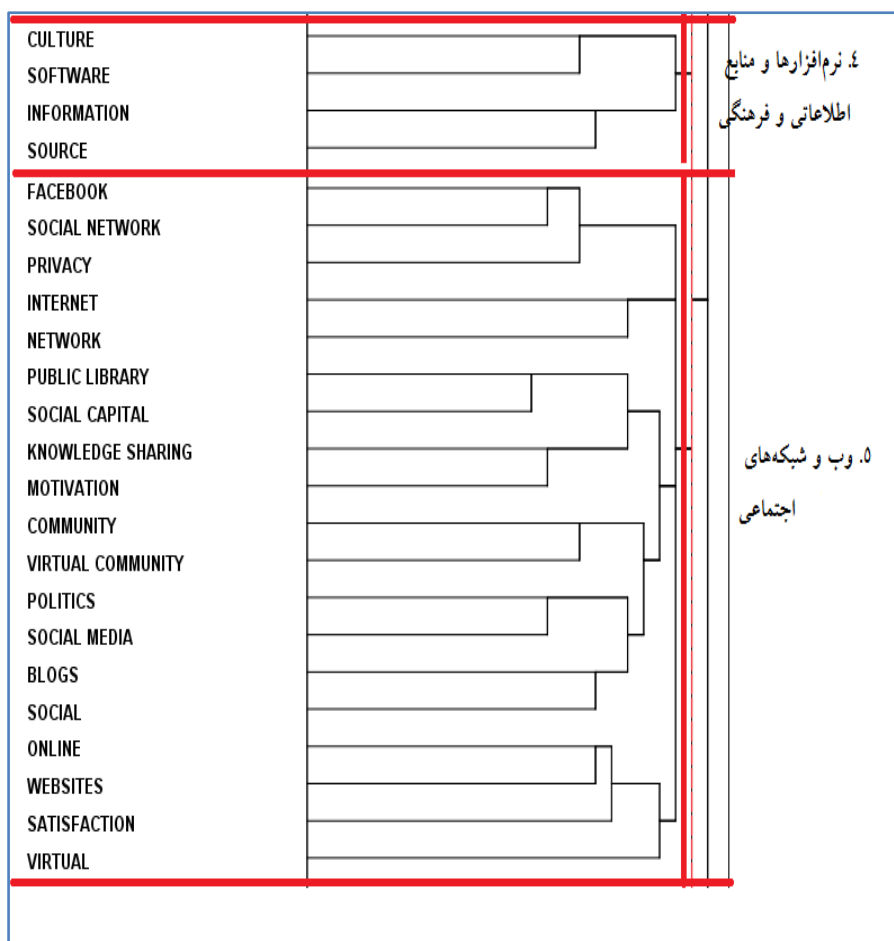 CULTURE
SOFTWARE
INFORMATION
SOURCE
٤. نرم‌افزارها و منابع
اطلاعاتی و فرهنگی
FACEBOOK
SOCIAL NETWORK
PRIVACY
INTERNET
NETWORK
PUBLIC LIBRARY
SOCIAL CAPITAL
KNOWLEDGE SHARING
MOTIVATION
COMMUNITY
VIRTUAL COMMUNITY
POLITICS
SOCIAL MEDIA
BLOGS
SOCIAL
ONLINE
WEBSITES
SATISFACTION
VIRTUAL
٥. وب و شبکه‌های
اجتماعی